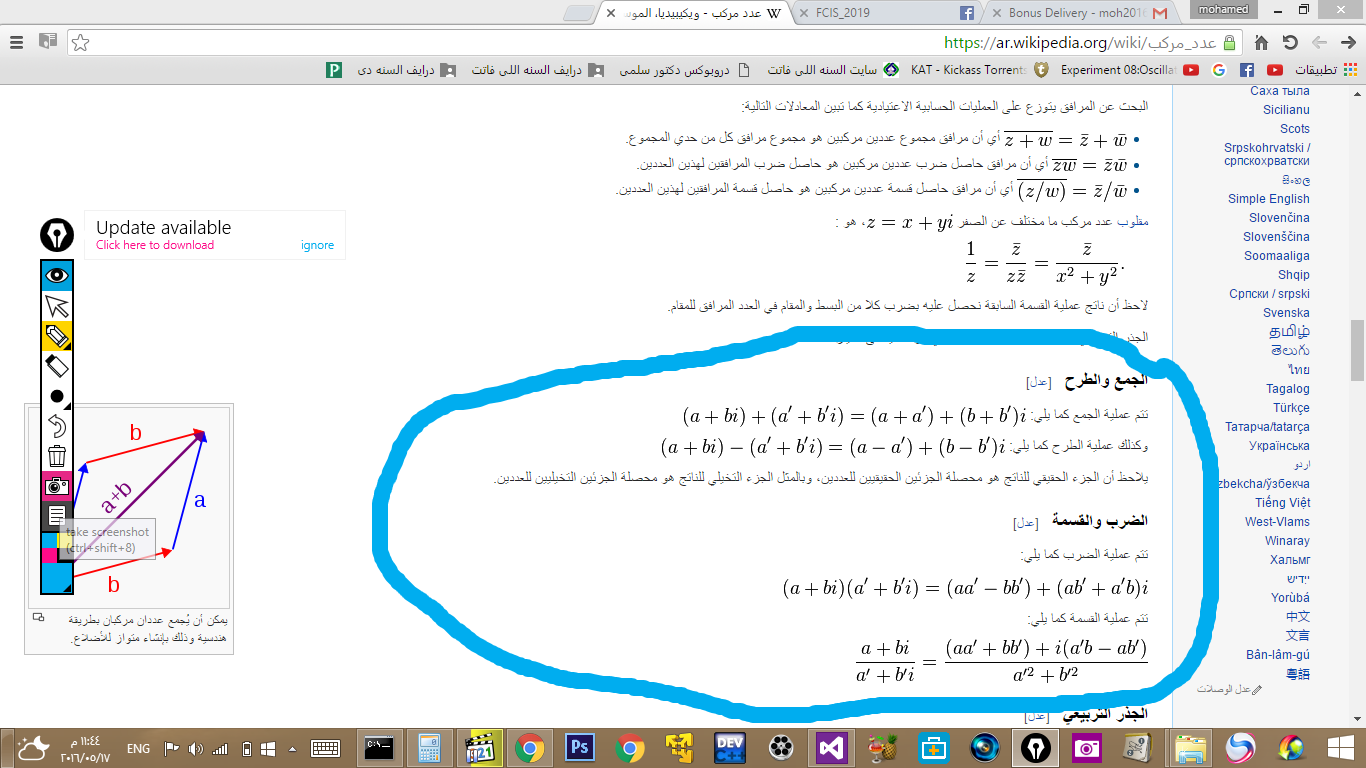 عدد مركب - ويكيبيديا، الموس
FCIS_2019
Bonus Delivery - moh2016
mohamed
https://ar.wikipedia.org/wiki/عدد_مركب
تطبيقات
Experiment 08:Oscillat
KAT - Kickass Torrents
سايت السنه اللى فاتت
دروبوكس دكتور سلمى
درايف السنه اللى فاتت
درايف السنه دى
البحث عن المرافق يتوزع على العمليات الحسابية الاعتيادية كما تبين المعادلات التالية:
• \overline{z + w} = \bar{z} + \bar{w} أي أن مرافق مجموع عددين مركبين هو مجموع مرافق كل من حدي المجموع.
• \overline{zw} = \bar{z}\bar{w} أي أن مرافق حاصل ضرب عددين مركبين هو حاصل ضرب المرافقين لهذين العددين.
• \overline{(z/w)} = \bar{z}/\bar{w} أي أن مرافق حاصل قسمة عددين مركبين هو حاصل قسمة المرافقين لهذين العددين.
مقلوب عدد مركب ما مختلف عن الصفر z = x + yi، هو :
\frac{1}{z} = \frac{\bar{z}}{z\bar{z}} = \frac{\bar{z}}{x^2 + y^2}.
لاحظ أن ناتج عملية القسمة السابقة نحصل عليه بضرب كلا من البسط والمقام في العدد المرافق للمقام.
الجمع والطرح [عدل]
تتم عملية الجمع كما يلي: (a + bi) + (a′ + b′i) = (a + a′) + (b + b′)i
وكذلك عملية الطرح كما يلي: (a + bi) − (a′ + b′i) = (a − a′) + (b − b′)i
يلاحظ أن الجزء الحقيقي للناتج هو محصلة الجزئين الحقيقيين للعددين، وبالمثل الجزء التخيلي للناتج هو محصلة الجزئين التخيليين للعددين.
الضرب والقسمة [عدل]
تتم عملية الضرب كما يلي:
(a + bi)(a′ + b′i) = (aa′ − bb′) + (ab′ + a′b)i
تتم عملية القسمة كما يلي:
\frac{a + bi}{a′ + b′i} = \frac{(aa′ + bb′) + i(a′b − ab′)}{a′^2 + b′^2}
الجذر التربيعي [عدل]
Саха тыла
Sicilianu
Scots
Srpskohrvatski /
српскохрватски
සිංහල
Simple English
Slovenčina
Slovenščina
Soomaaliga
Shqip
Српски / srpski
Svenska
தமிழ்
తెలుగు
ไทย
Tagalog
Türkçe
Татарча/tatarça
Українська
اردو
zbekcha/ўзбекча
Tiếng Việt
West-Vlams
Winaray
Хальмг
ייִדיש
Yorùbá
中文
文言
Bân-lâm-gú
粵語
عدل الوصلات
Update available
Click here to download
ignore
take screenshot
(ctrl+shift+8)
b
a+b
a
b
يمكن أن يُجمع عددان مركبان بطريقة
هندسية وذلك بإنشاء متواز للأضلاع.
١١:٤٤ م
٢٠١٦/٠٥/١٧
ENG
21
Ps
DEV
C++